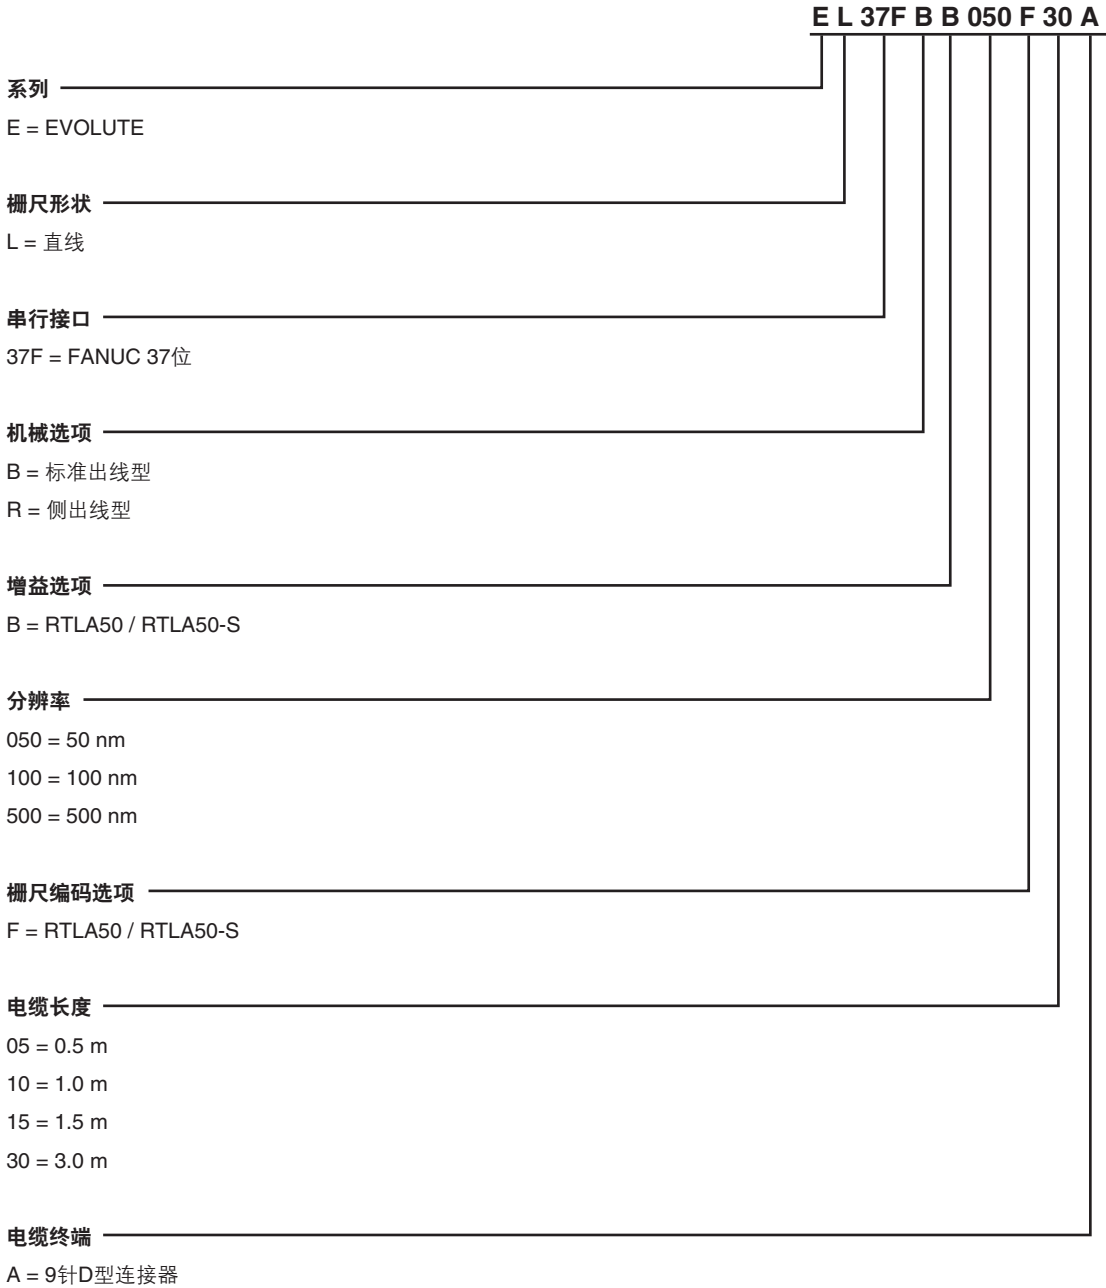 E L 37F B B 050 F 30 A
系列
E = EVOLUTE
栅尺形状
L = 直线
串行接口
37F = FANUC 37位
机械选项
B = 标准出线型
R = 侧出线型
增益选项
B = RTLA50 / RTLA50-S
分辨率
050 = 50 nm
100 = 100 nm
500 = 500 nm
栅尺编码选项
F = RTLA50 / RTLA50-S
电缆长度
05 = 0.5 m
10 = 1.0 m
15 = 1.5 m
30 = 3.0 m
电缆终端
A = 9针D型连接器